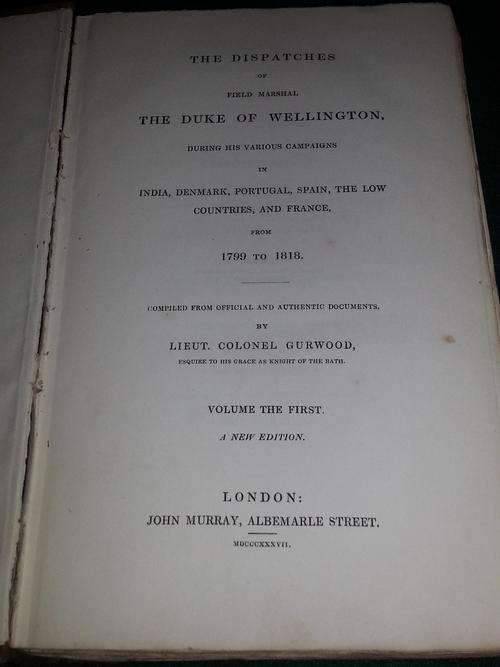 THE DISPATCHES
OF
FIELD MARSHAL
THE DUKE OF WELLINGTON,
DURING HIS VARIOUS CAMPAIGNS
IN
INDIA, DENMARK, PORTUGAL, SPAIN, THE LOW
COUNTRIES, AND FRANCE,
FROM
1799 TO 1818.
COMPILED FROM OFFICIAL AND AUTHENTIC DOCUMENTS,
BY
LIEUT. COLONEL GURWOOD,
ESQUIRE TO HIS GRACE AS KNIGHT OF THE BATH.
VOLUME THE FIRST.
A NEW EDITION.
LONDON:
JOHN MURRAY, ALBEMARLE STREET.
MDCCCXXXVII.